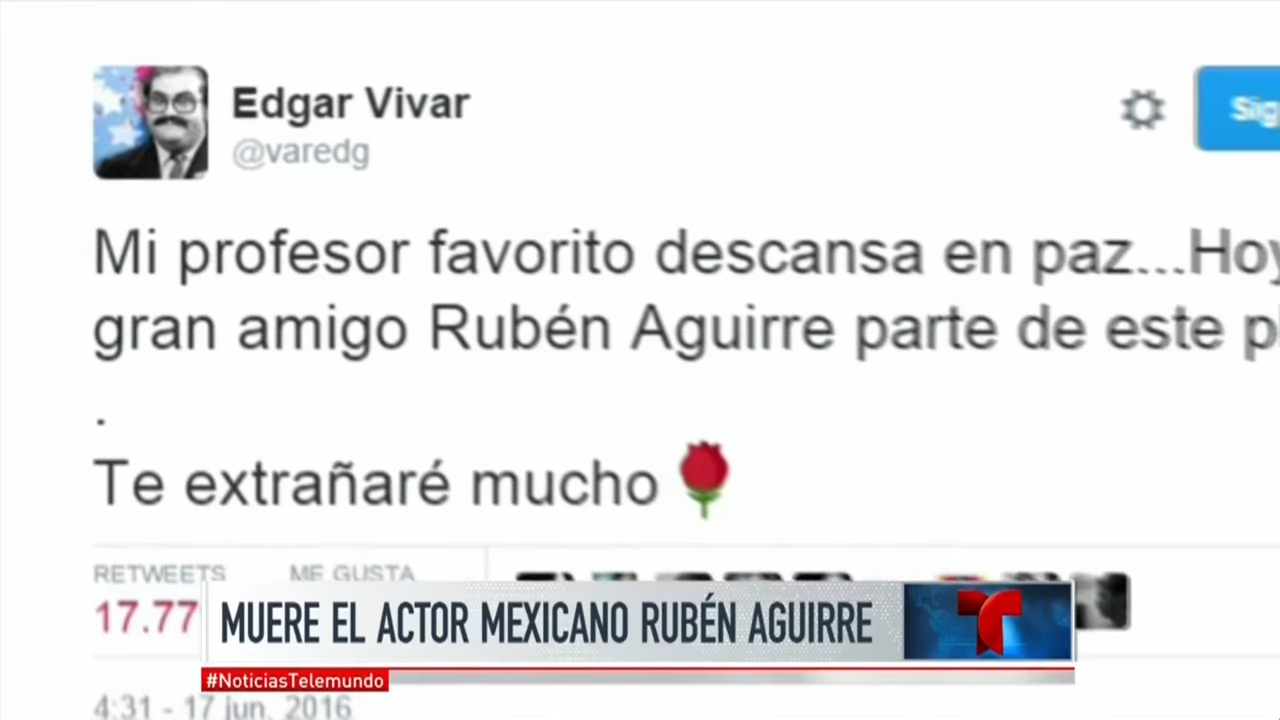 Edgar Vivar
@varedg
Sig
Mi profesor favorito descansa en paz...Hoy
gran amigo Rubén Aguirre parte de este p
.
Te extrañaré mucho
RETWEETS ME GUSTA
17.77
MUERE EL ACTOR MEXICANO RUBÉN AGUIRRE
#NoticiasTelemundo
4:31 - 17 jun. 2016